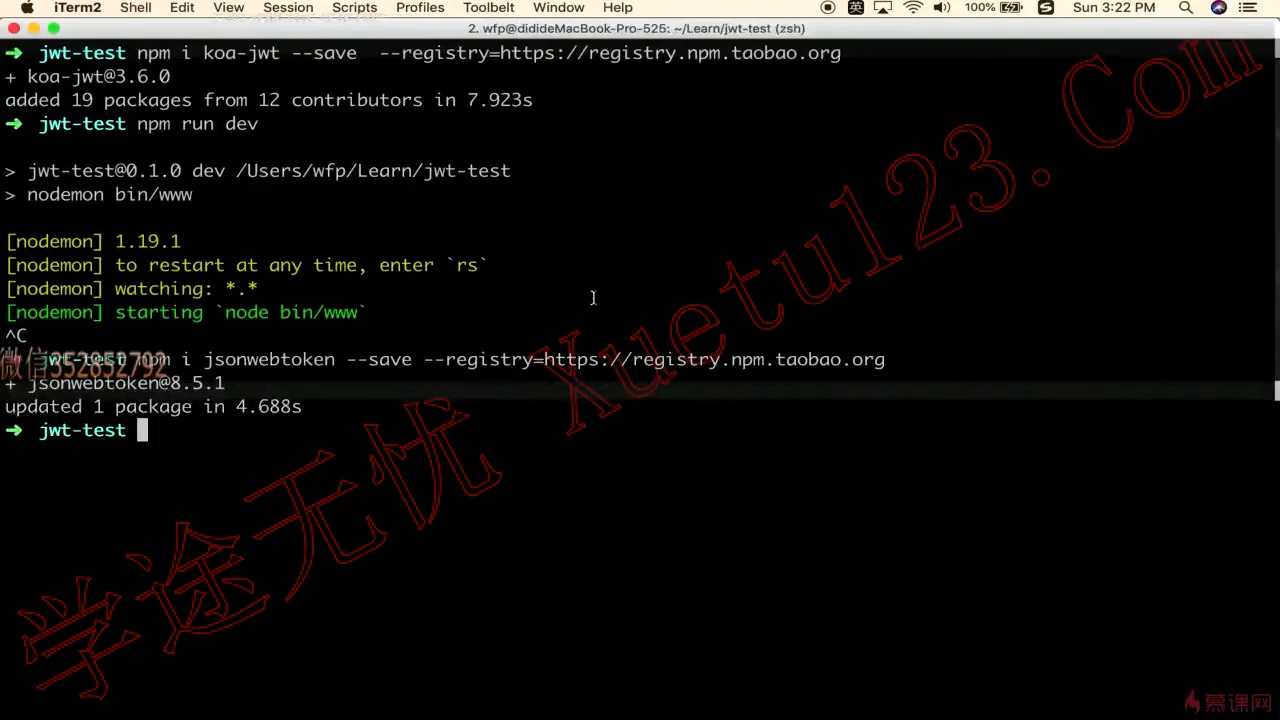 iTerm2 Shell Edit View Session Scripts Profiles Toolbelt Window Help 英 100% Sun 3:22 PM
2. wfp@didideMacBook-Pro-525: ~/Learn/jwt-test (zsh)
➜ jwt-test npm i koa-jwt --save --registry=https://registry.npm.taobao.org
+ koa-jwt@3.6.0
added 19 packages from 12 contributors in 7.923s
➜ jwt-test npm run dev
> jwt-test@0.1.0 dev /Users/wfp/Learn/jwt-test
> nodemon bin/www
[nodemon] 1.19.1
[nodemon] to restart at any time, enter `rs`
[nodemon] watching: *.*
[nodemon] starting `node bin/www`
^C
jwt-test npm i jsonwebtoken --save --registry=https://registry.npm.taobao.org
微信352852792
+ jsonwebtoken@8.5.1
updated 1 package in 4.688s
➜ jwt-test
学途无忧 Xuetu123.Com
慕课网